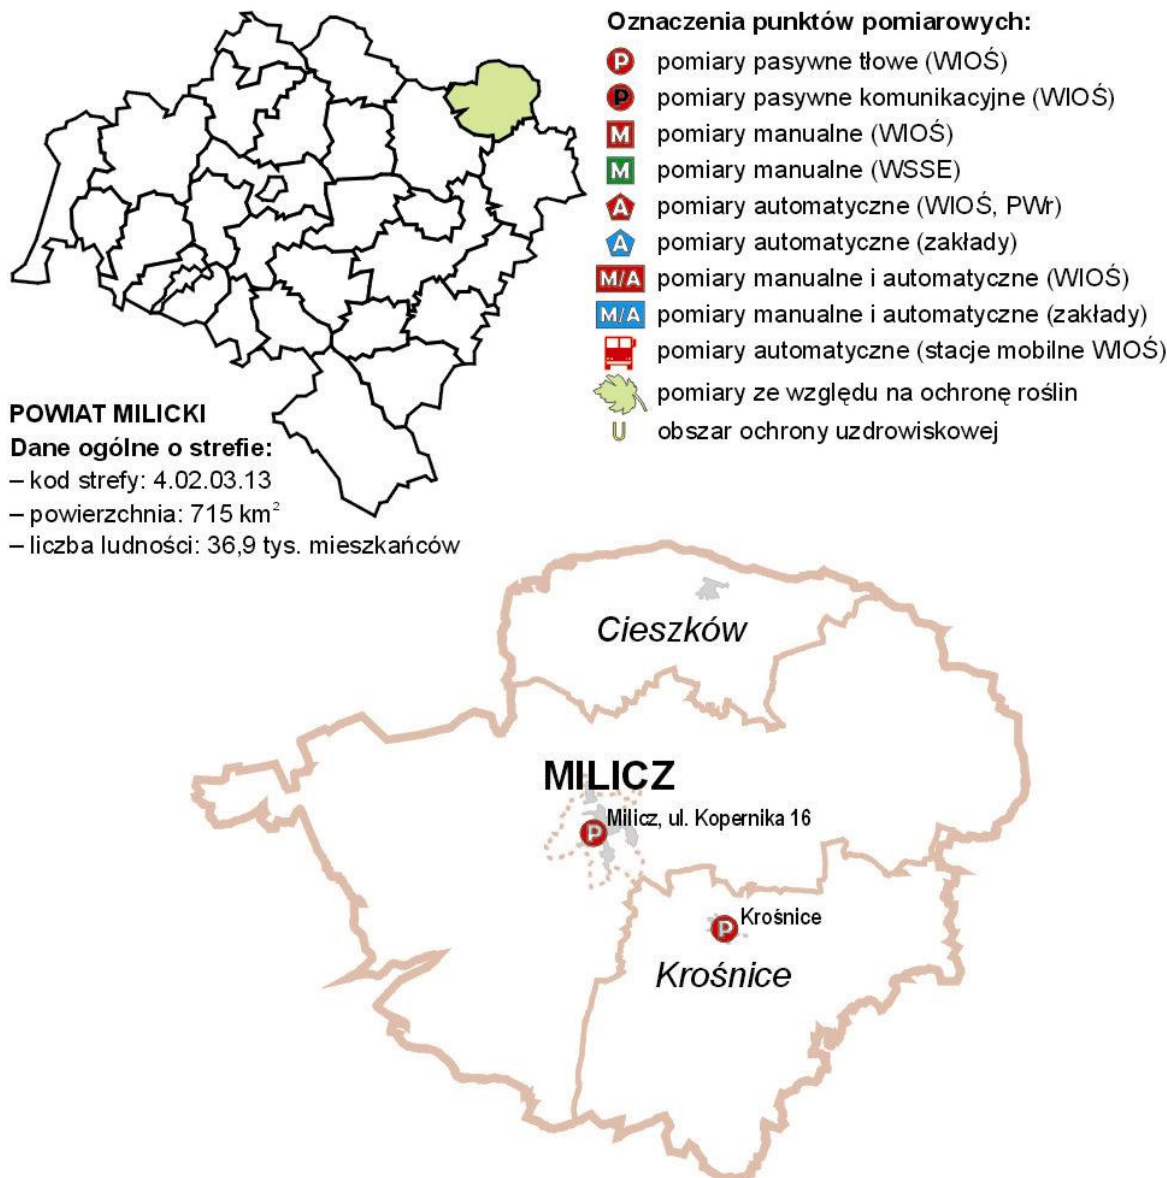 Oznaczenia punktów pomiarowych:
P pomiary pasywne tłowe (WIOŚ)
P pomiary pasywne komunikacyjne (WIOŚ)
M pomiary manualne (WIOŚ)
M pomiary manualne (WSSE)
A pomiary automatyczne (WIOŚ, PWr)
A pomiary automatyczne (zakłady)
M/A pomiary manualne i automatyczne (WIOŚ)
M/A pomiary manualne i automatyczne (zakłady)
pomiary automatyczne (stacje mobilne WIOŚ)
pomiary ze względu na ochronę roślin
U obszar ochrony uzdrowiskowej
POWIAT MILICKI
Dane ogólne o strefie:
– kod strefy: 4.02.03.13
– powierzchnia: 715 km²
– liczba ludności: 36,9 tys. mieszkańców
Cieszków
MILICZ
P Milicz, ul. Kopernika 16
P Krośnice
Krośnice